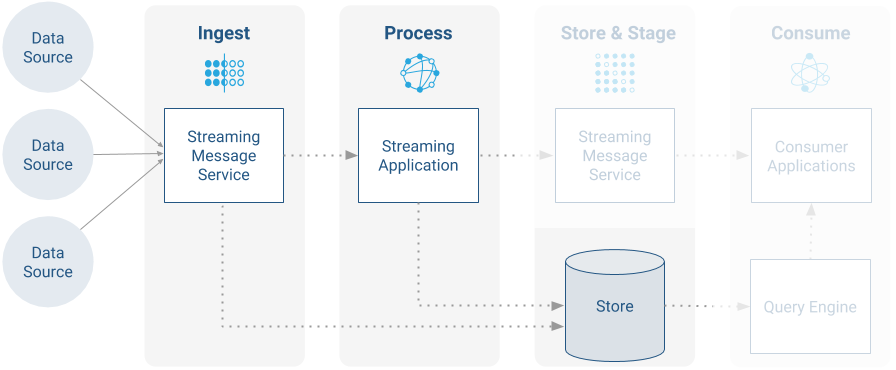 Data
Source
Data
Source
Data
Source
Ingest
Streaming
Message
Service
Process
Streaming
Application
Store & Stage
Streaming
Message
Service
Store
Consume
Consumer
Applications
Query Engine